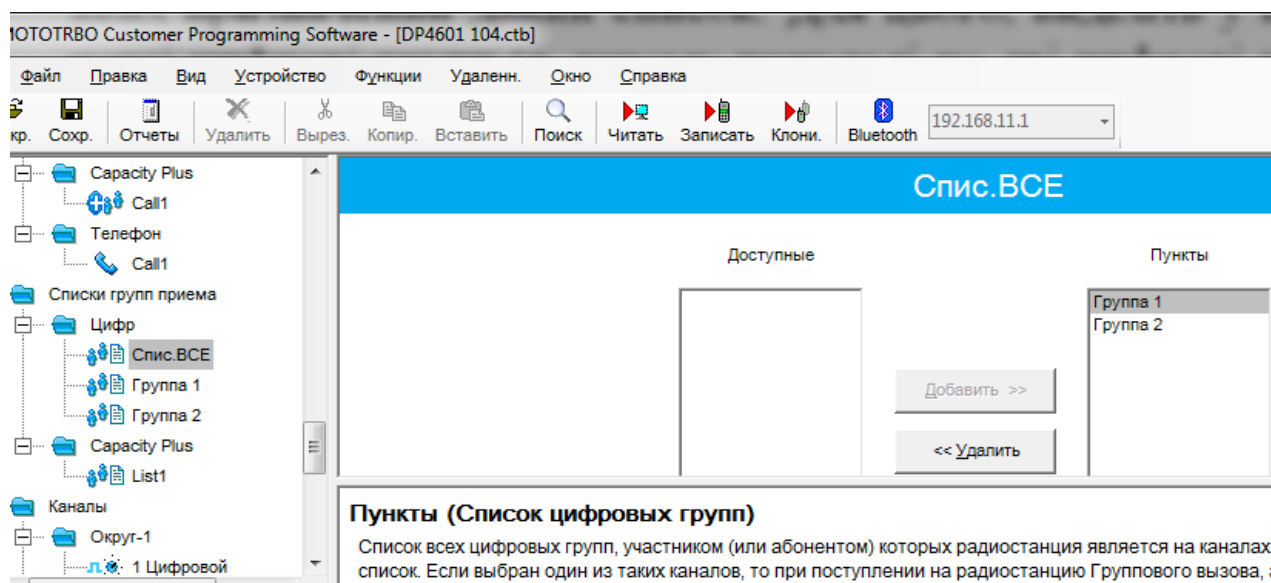 MOTOTRBO Customer Programming Software - [DP4601 104.ctb]
Файл Правка Вид Устройство Функции Удаленн. Окно Справка
кр. Сохр. Отчеты Удалить Вырез. Копир. Вставить Поиск Читать Записать Клони. Bluetooth 192.168.11.1
Capacity Plus
Call1
Телефон
Call1
Списки групп приема
Цифр
Спис.ВСЕ
Группа 1
Группа 2
Capacity Plus
List1
Каналы
Округ-1
1 Цифровой
Спис.ВСЕ
Доступные
Пункты
Группа 1
Группа 2
Добавить >>
<< Удалить
Пункты (Список цифровых групп)
Список всех цифровых групп, участником (или абонентом) которых радиостанция является на каналах
список. Если выбран один из таких каналов, то при поступлении на радиостанцию Группового вызова,